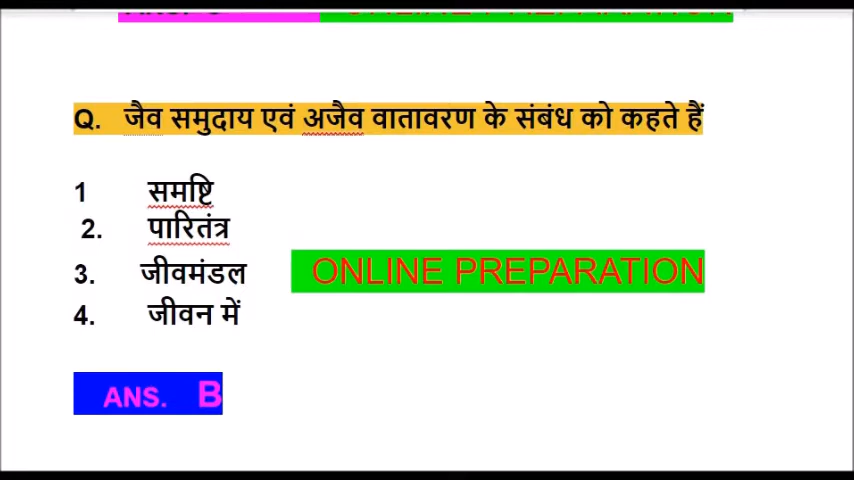 Q. जैव समुदाय एवं अजैव वातावरण के संबंध को कहते हैं
1 समष्टि
2. पारितंत्र
3. जीवमंडल ONLINE PREPARATION
4. जीवन में
ANS. B